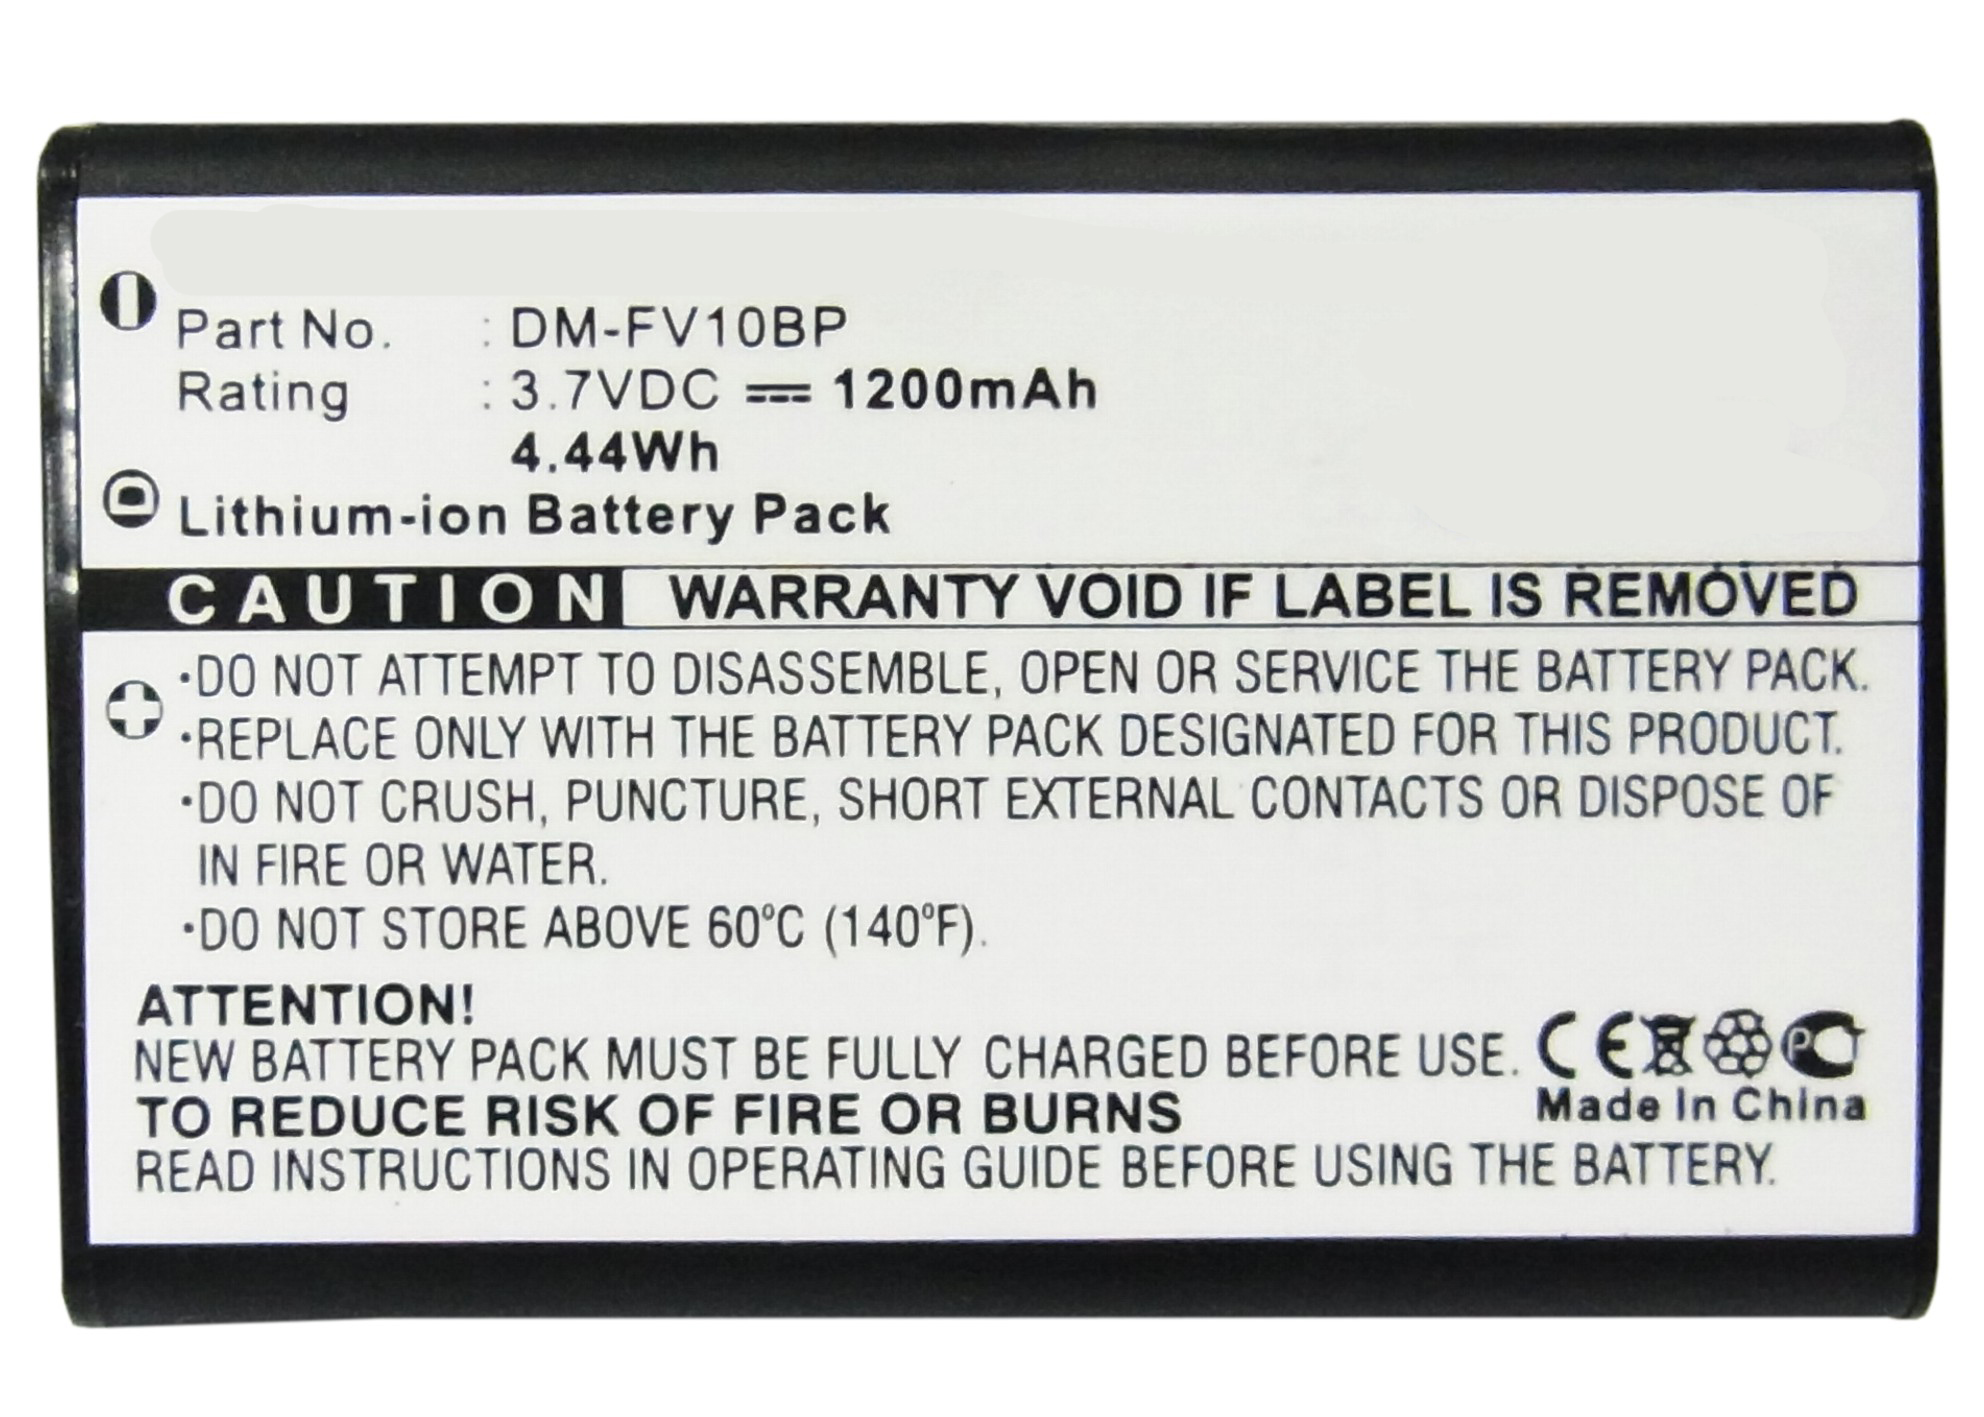 Part No. : DM-FV10BP
Rating : 3.7VDC ⎓ 1200mAh
4.44Wh
Lithium-ion Battery Pack
CAUTION WARRANTY VOID IF LABEL IS REMOVED
·DO NOT ATTEMPT TO DISASSEMBLE, OPEN OR SERVICE THE BATTERY PACK.
·REPLACE ONLY WITH THE BATTERY PACK DESIGNATED FOR THIS PRODUCT.
·DO NOT CRUSH, PUNCTURE, SHORT EXTERNAL CONTACTS OR DISPOSE OF
IN FIRE OR WATER.
·DO NOT STORE ABOVE 60°C (140°F).
ATTENTION!
NEW BATTERY PACK MUST BE FULLY CHARGED BEFORE USE. CE PC
TO REDUCE RISK OF FIRE OR BURNS Made In China
READ INSTRUCTIONS IN OPERATING GUIDE BEFORE USING THE BATTERY.